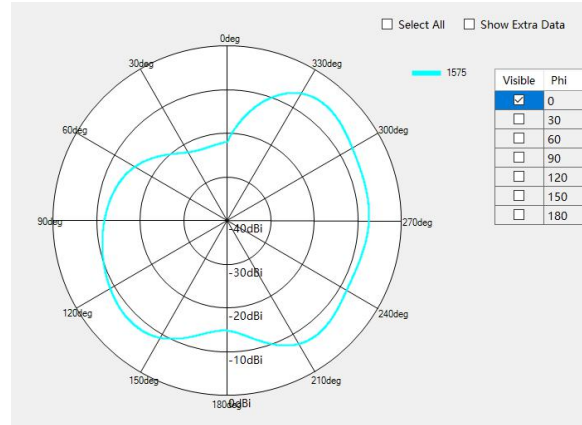 Select All
Show Extra Data
0deg
30deg
330deg
1575
Visible Phi
0
30
60
90
120
150
180
60deg
300deg
90deg
270deg
-40dBi
-30dBi
120deg
240deg
-20dBi
-10dBi
150deg
210deg
180deg
0dBi